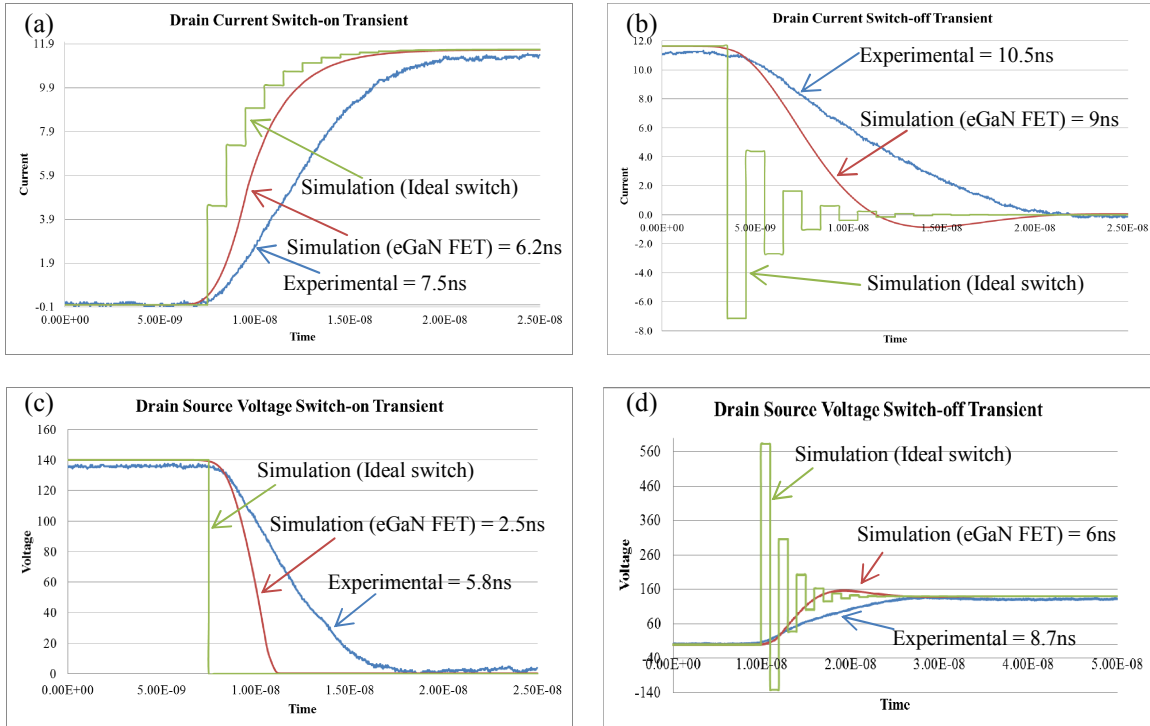 (a)
Drain Current Switch-on Transient
11.9
9.9
7.9
5.9
3.9
1.9
-0.1
Current
0.00E+00 5.00E-09 1.00E-08 1.50E-08 2.00E-08 2.50E-08
Time
Simulation (Ideal switch)
Simulation (eGaN FET) = 6.2ns
Experimental = 7.5ns
(b)
Drain Current Switch-off Transient
12.0
10.0
8.0
6.0
4.0
2.0
0.0
-2.0
-4.0
-6.0
-8.0
Current
0.00E+00 5.00E-09 1.00E-08 1.50E-08 2.00E-08 2.50E-08
Time
Experimental = 10.5ns
Simulation (eGaN FET) = 9ns
Simulation (Ideal switch)
(c)
Drain Source Voltage Switch-on Transient
160
140
120
100
80
60
40
20
0
Voltage
0.00E+00 5.00E-09 1.00E-08 1.50E-08 2.00E-08 2.50E-08
Time
Simulation (Ideal switch)
Simulation (eGaN FET) = 2.5ns
Experimental = 5.8ns
(d)
Drain Source Voltage Switch-off Transient
560
460
360
260
160
60
-40
-140
Voltage
0.00E+00 1.00E-08 2.00E-08 3.00E-08 4.00E-08 5.00E-08
Time
Simulation (Ideal switch)
Simulation (eGaN FET) = 6ns
Experimental = 8.7ns